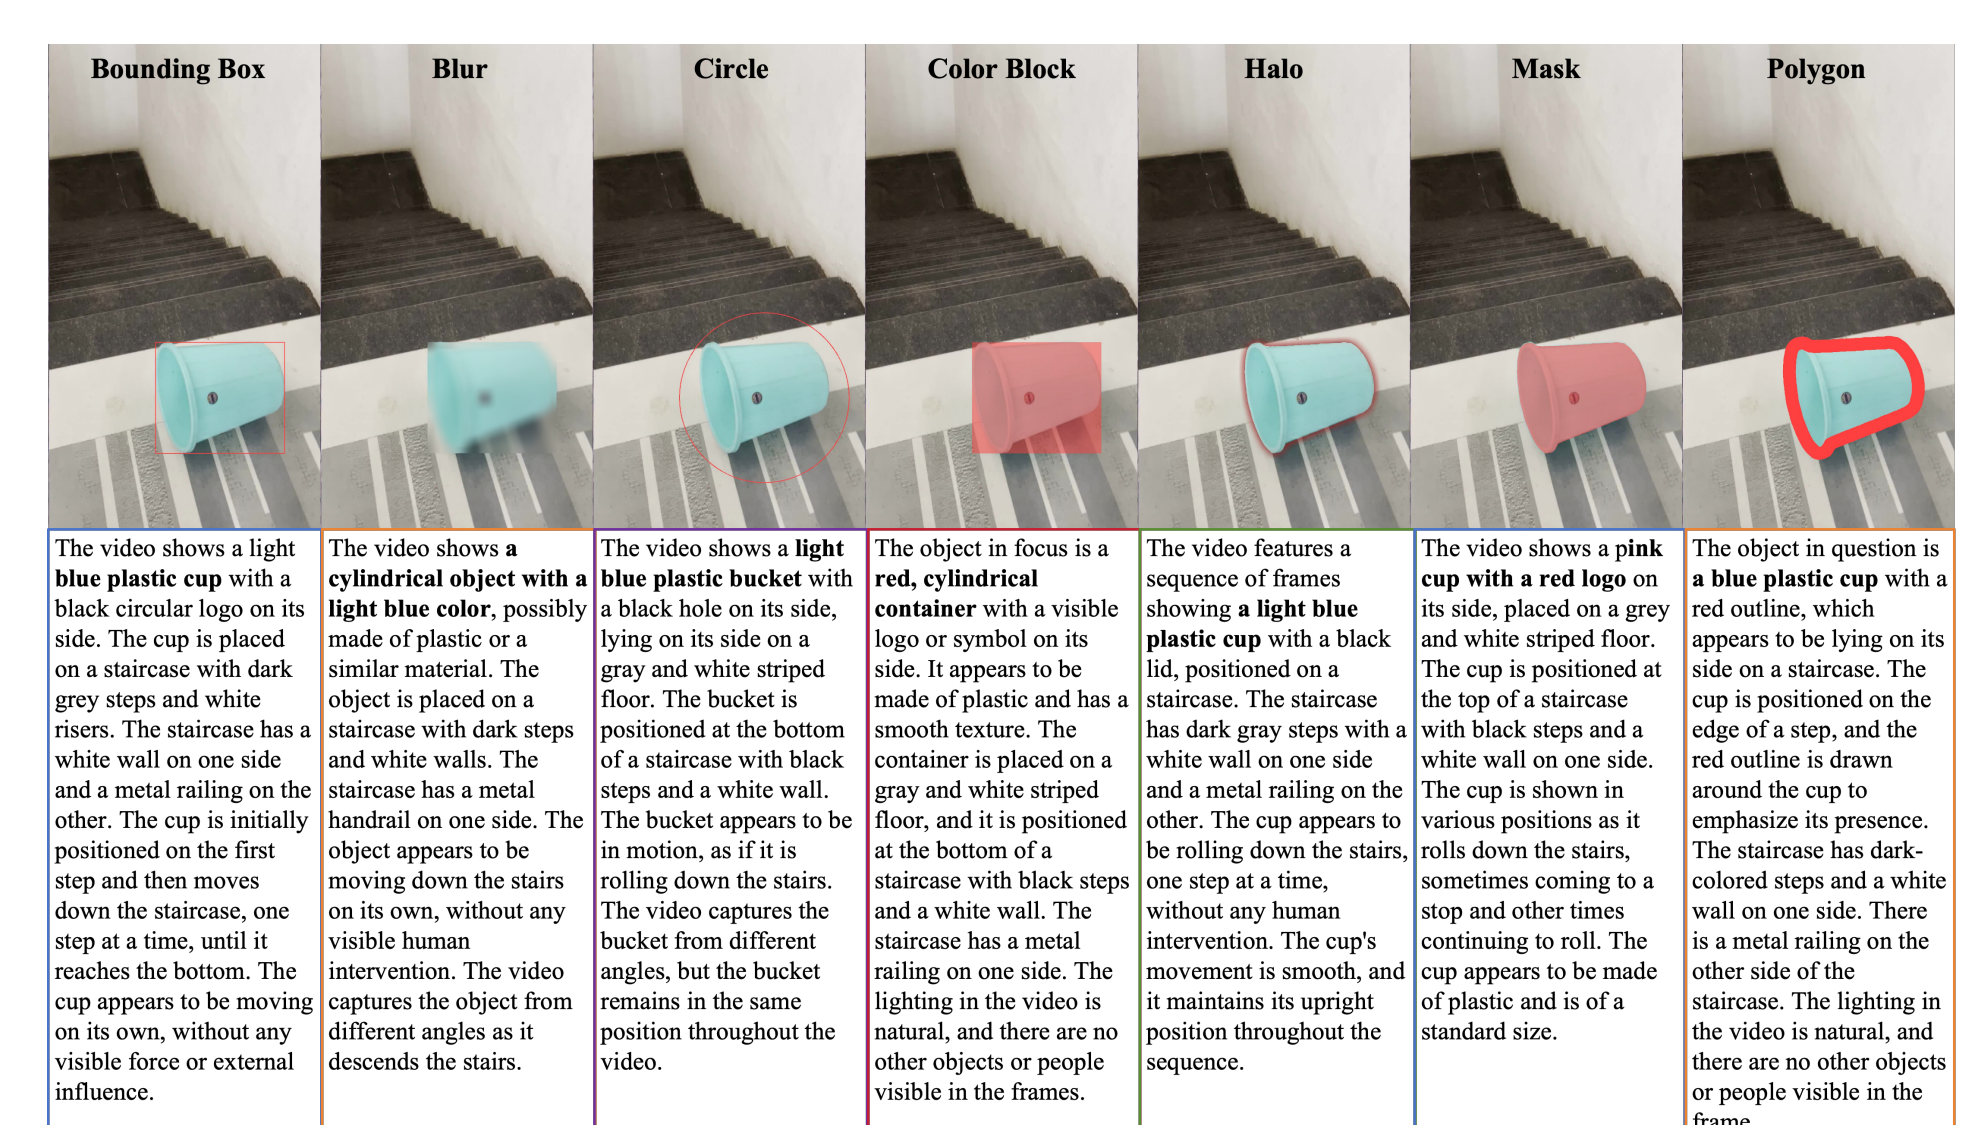 Bounding Box
Blur
Circle
Color Block
Halo
Mask
Polygon
The video shows a light
blue plastic cup with a
black circular logo on its
side. The cup is placed
on a staircase with dark
grey steps and white
risers. The staircase has a
white wall on one side
and a metal railing on the
other. The cup is initially
positioned on the first
step and then moves
down the staircase, one
step at a time, until it
reaches the bottom. The
cup appears to be moving
on its own, without any
visible force or external
influence.
The video shows a
cylindrical object with a
light blue color, possibly
made of plastic or a
similar material. The
object is placed on a
staircase with dark steps
and white walls. The
staircase has a metal
handrail on one side. The
object appears to be
moving down the stairs
on its own, without any
visible human
intervention. The video
captures the object from
different angles as it
descends the stairs.
The video shows a light
blue plastic bucket with
a black hole on its side,
lying on its side on a
gray and white striped
floor. The bucket is
positioned at the bottom
of a staircase with black
steps and a white wall.
The bucket appears to be
in motion, as if it is
rolling down the stairs.
The video captures the
bucket from different
angles, but the bucket
remains in the same
position throughout the
video.
The object in focus is a
red, cylindrical
container with a visible
logo or symbol on its
side. It appears to be
made of plastic and has a
smooth texture. The
container is placed on a
gray and white striped
floor, and it is positioned
at the bottom of a
staircase with black steps
and a white wall. The
staircase has a metal
railing on one side. The
lighting in the video is
natural, and there are no
other objects or people
visible in the frames.
The video features a
sequence of frames
showing a light blue
plastic cup with a black
lid, positioned on a
staircase. The staircase
has dark gray steps with a
white wall on one side
and a metal railing on the
other. The cup appears to
be rolling down the stairs,
one step at a time,
without any human
intervention. The cup's
movement is smooth, and
it maintains its upright
position throughout the
sequence.
The video shows a pink
cup with a red logo on
its side, placed on a grey
and white striped floor.
The cup is positioned at
the top of a staircase
with black steps and a
white wall on one side.
The cup is shown in
various positions as it
rolls down the stairs,
sometimes coming to a
stop and other times
continuing to roll. The
cup appears to be made
of plastic and is of a
standard size.
The object in question is
a blue plastic cup with a
red outline, which
appears to be lying on its
side on a staircase. The
cup is positioned on the
edge of a step, and the
red outline is drawn
around the cup to
emphasize its presence.
The staircase has dark-
colored steps and a white
wall on one side. There
is a metal railing on the
other side of the
staircase. The lighting in
the video is natural, and
there are no other objects
or people visible in the
frame.